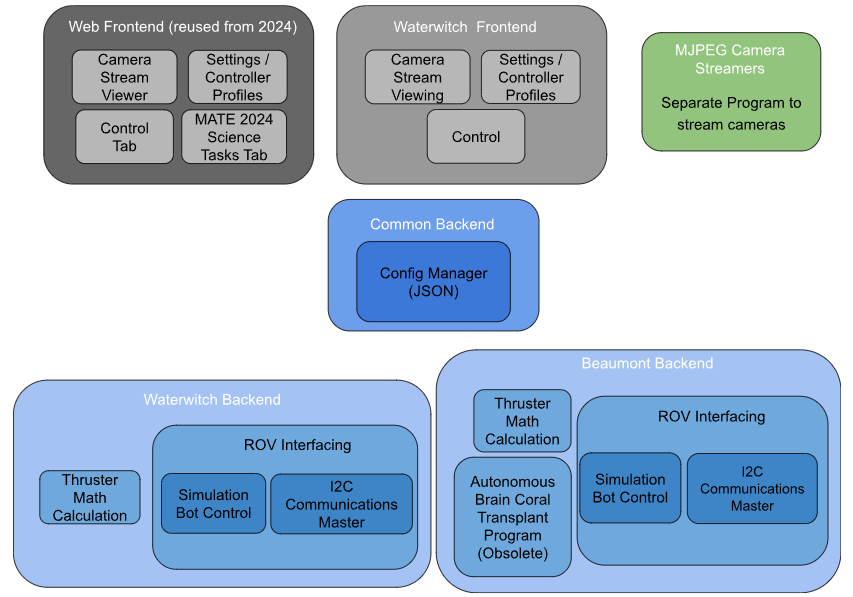 Web Frontend (reused from 2024)
Camera
Stream
Viewer
Settings /
Controller
Profiles
Control
Tab
MATE 2024
Science
Tasks Tab
Waterwitch Frontend
Camera
Stream
Viewing
Settings /
Controller
Profiles
Control
MJPEG Camera
Streamers
Separate Program to
stream cameras
Common Backend
Config Manager
(JSON)
Waterwitch Backend
Thruster
Math
Calculation
ROV Interfacing
Simulation
Bot Control
I2C
Communications
Master
Beaumont Backend
Thruster
Math
Calculation
Autonomous
Brain Coral
Transplant
Program
(Obsolete)
ROV Interfacing
Simulation
Bot Control
I2C
Communications
Master